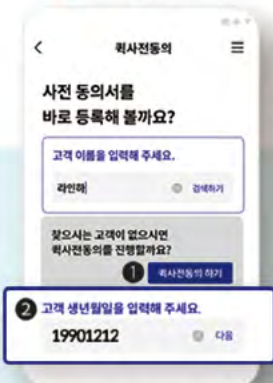 퀵사전동의
사전 동의서를
바로 등록해 볼까요?
고객 이름을 입력해 주세요.
라인하
검색하기
찾으시는 고객이 없으시면
퀵사전동의를 진행할까요?
1 퀵사전동의 하기
2 고객 생년월일을 입력해 주세요.
19901212
다음